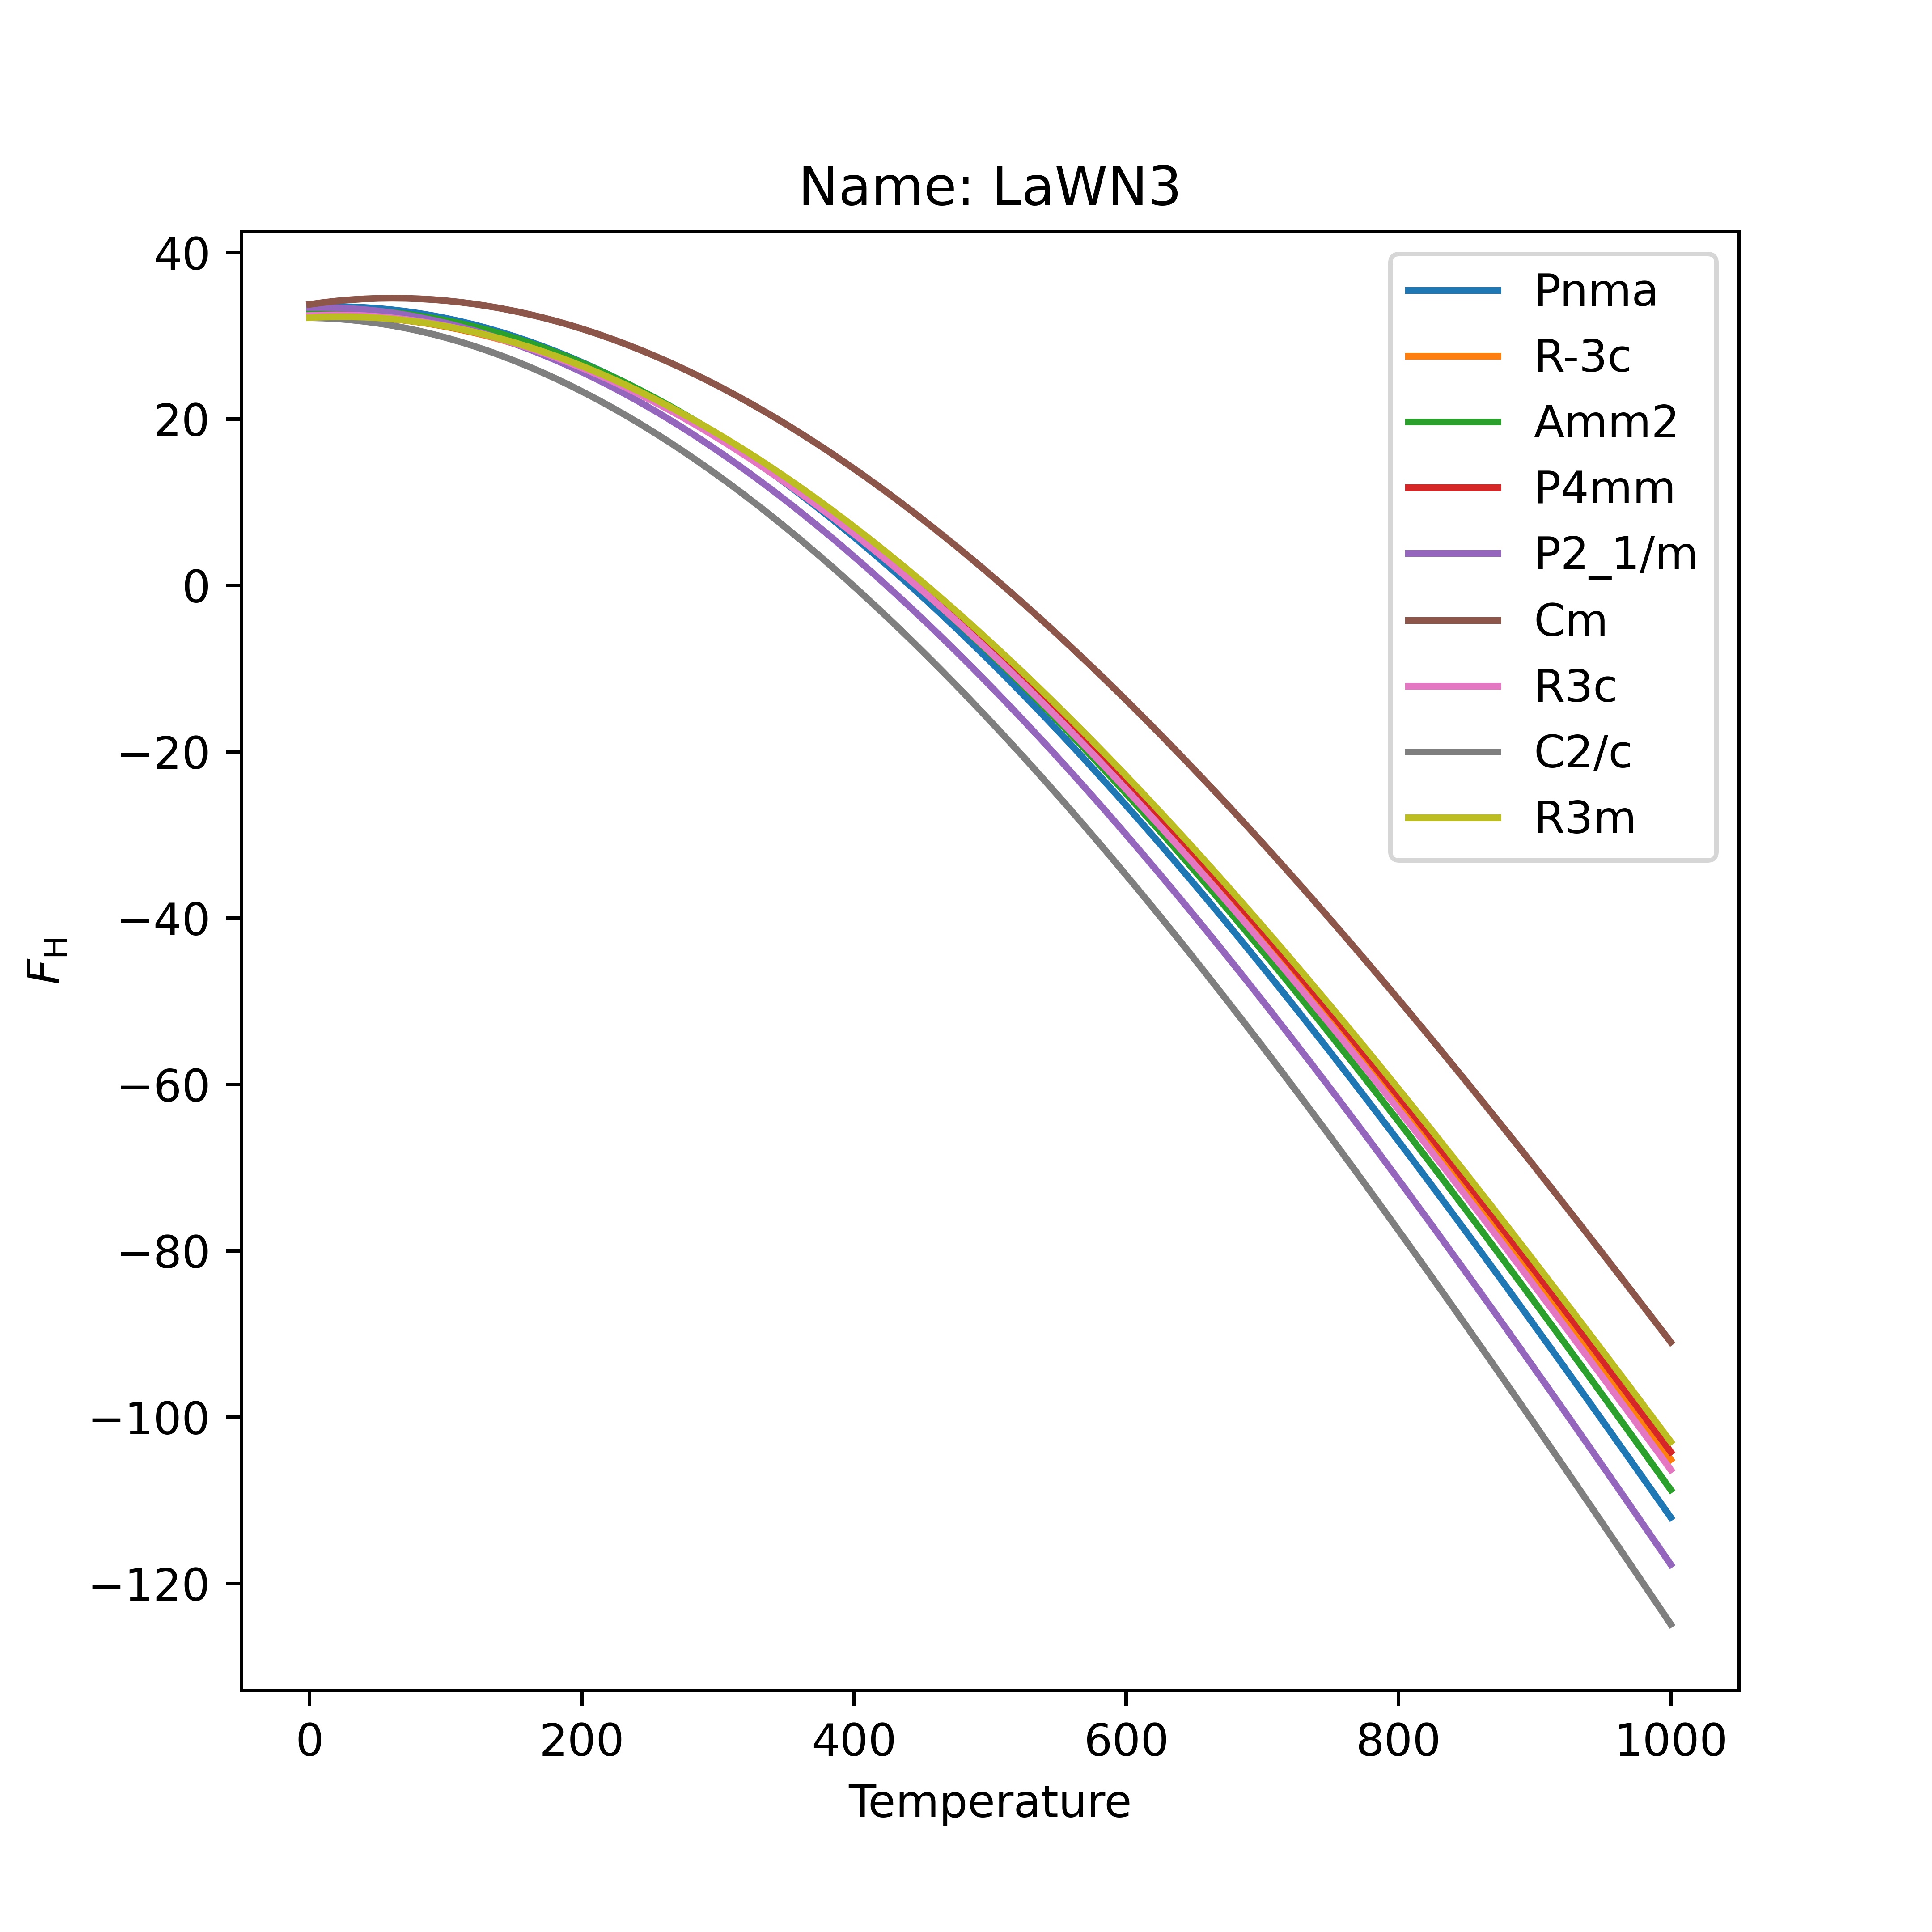 Name: LaWN3
40
20
0
−20
−40
−60
−80
−100
−120
F_H
Pnma
R-3c
Amm2
P4mm
P2_1/m
Cm
R3c
C2/c
R3m
0 200 400 600 800 1000
Temperature